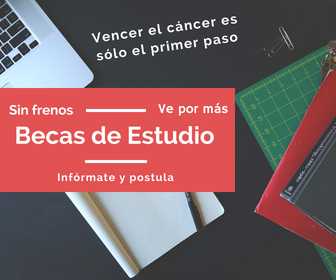 Vencer el cáncer es
sólo el primer paso
Sin frenos
Ve por más
Becas de Estudio
Infórmate y postula